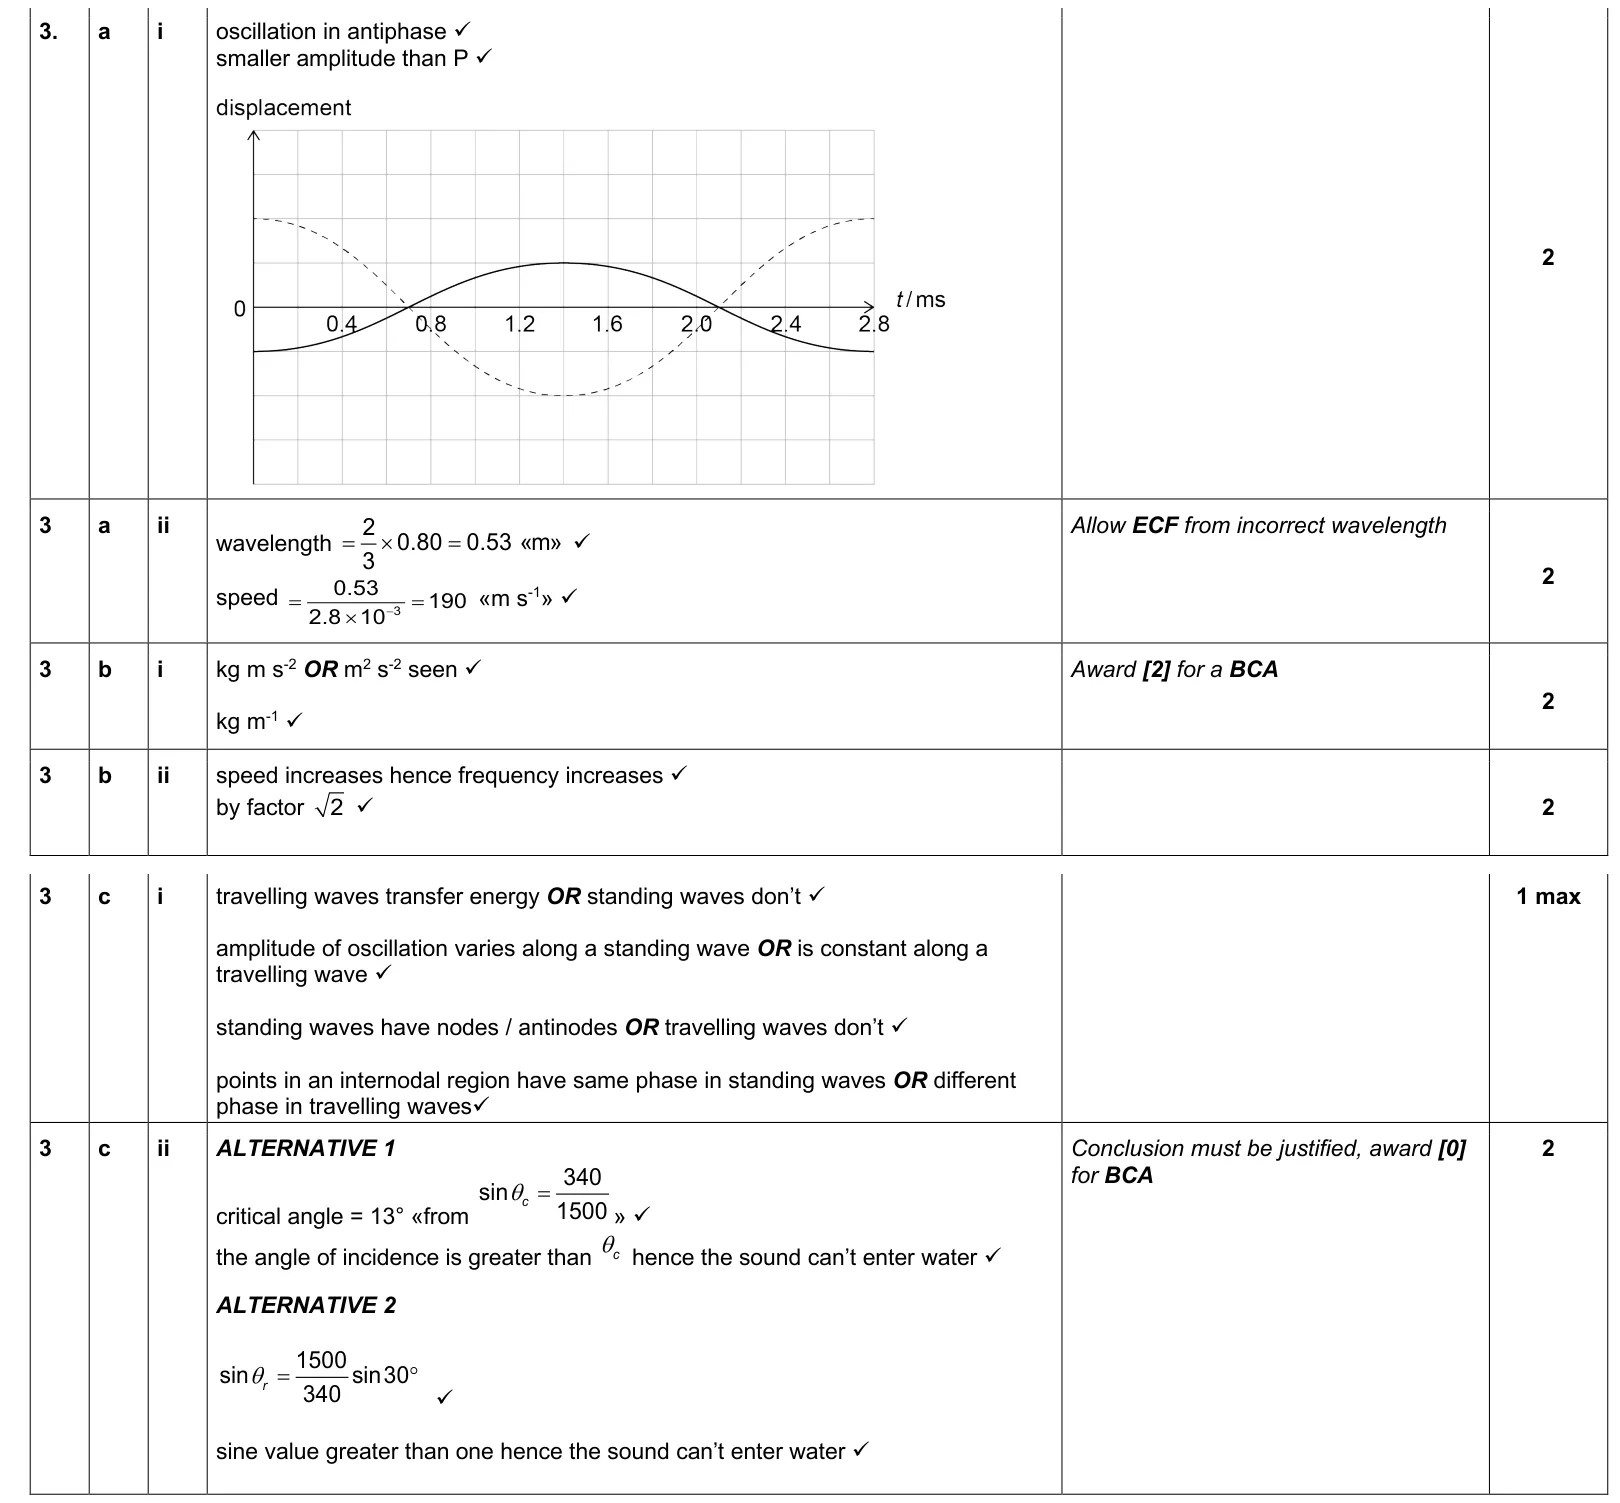 3. a i oscillation in antiphase ✓
smaller amplitude than P ✓
displacement
0
0.4 0.8 1.2 1.6 2.0 2.4 2.8
t / ms
2
3 a ii wavelength = 2/3 × 0.80 = 0.53 «m» ✓ Allow ECF from incorrect wavelength
speed = 0.53/(2.8 × 10⁻³) = 190 «m s⁻¹» ✓
2
3 b i kg m s⁻² OR m² s⁻² seen ✓ Award [2] for a BCA
kg m⁻¹ ✓
2
3 b ii speed increases hence frequency increases ✓
by factor √2 ✓
2
3 c i travelling waves transfer energy OR standing waves don’t ✓ 1 max
amplitude of oscillation varies along a standing wave OR is constant along a
travelling wave ✓
standing waves have nodes / antinodes OR travelling waves don’t ✓
points in an internodal region have same phase in standing waves OR different
phase in travelling waves✓
3 c ii ALTERNATIVE 1 Conclusion must be justified, award [0] 2
for BCA
critical angle = 13° «from sin θc = 340/1500 » ✓
the angle of incidence is greater than θc hence the sound can’t enter water ✓
ALTERNATIVE 2
sin θr = 1500/340 sin 30° ✓
sine value greater than one hence the sound can’t enter water ✓